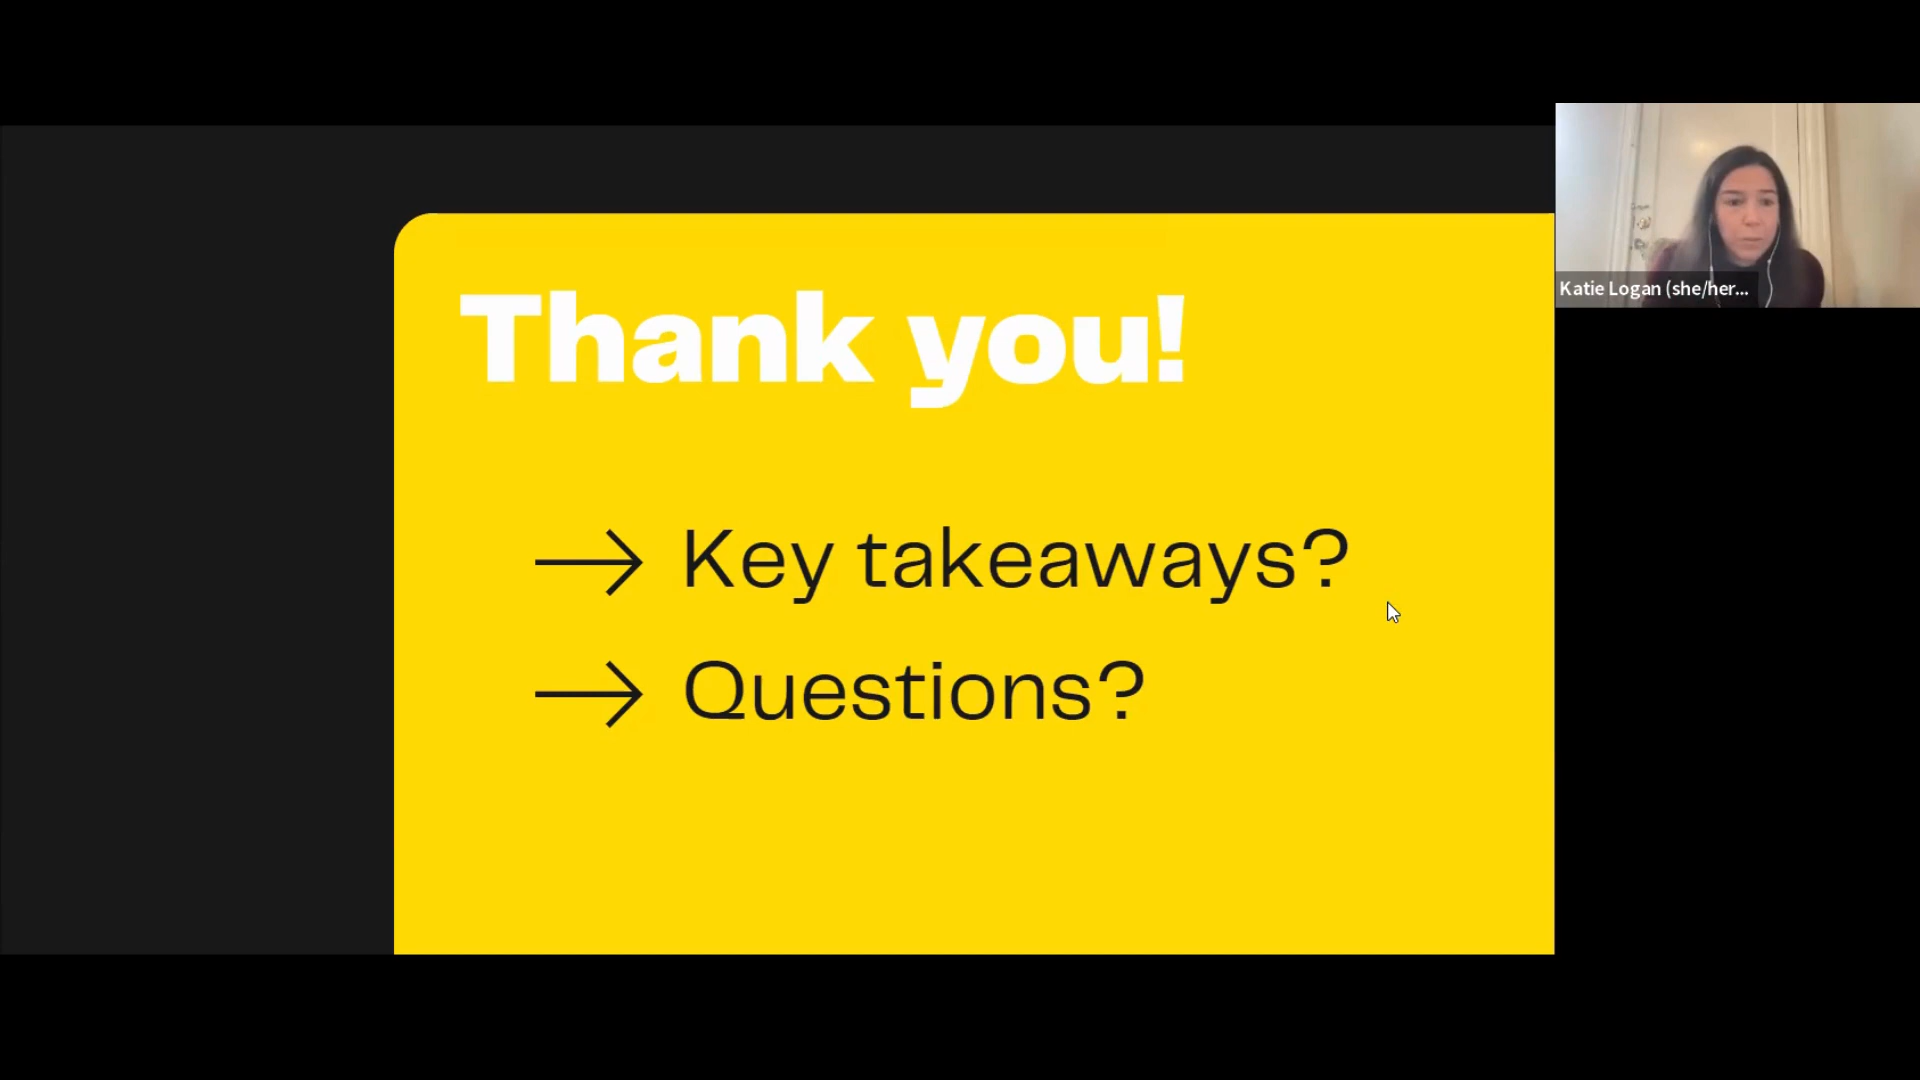 Thank you!
→ Key takeaways?
→ Questions?
Katie Logan (she/her...